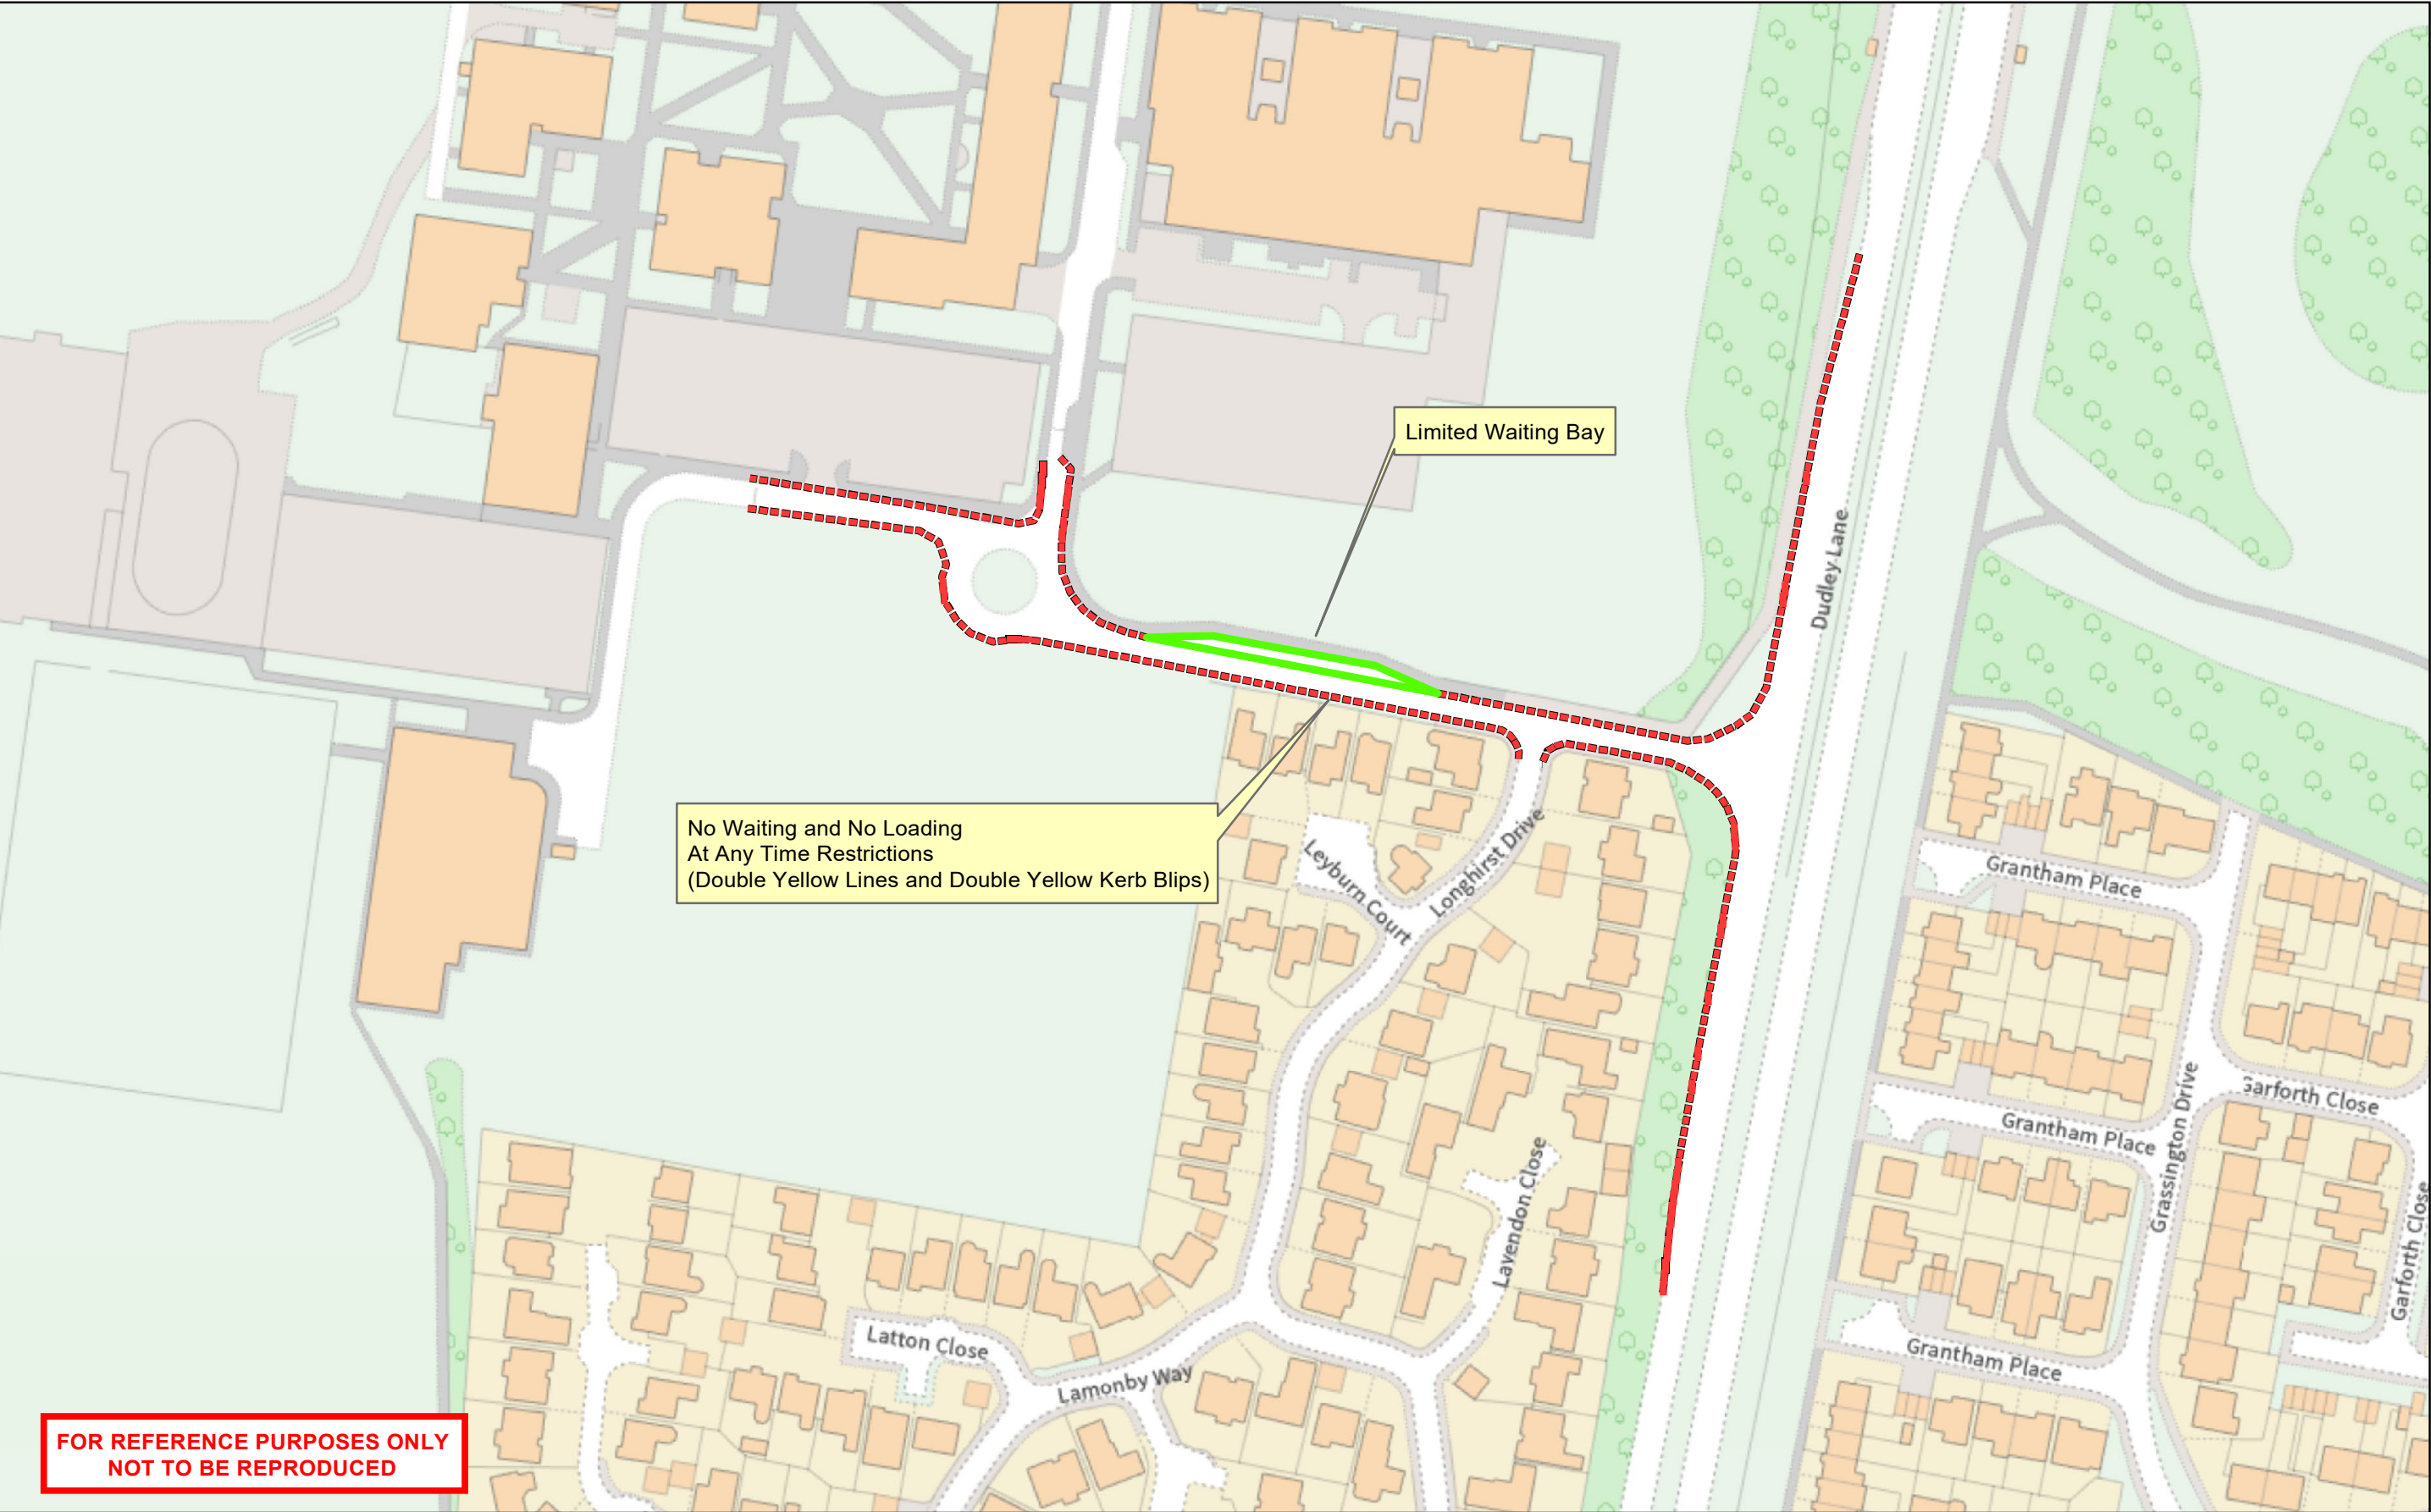 Limited Waiting Bay
Dudley Lane
No Waiting and No Loading
At Any Time Restrictions
(Double Yellow Lines and Double Yellow Kerb Blips)
Leyburn Court
Longhirst Drive
Grantham Place
Garforth Close
Grantham Place
Grassington Drive
Lavendon Close
Garforth Close
Latton Close
Lamonby Way
Grantham Place
FOR REFERENCE PURPOSES ONLY
NOT TO BE REPRODUCED